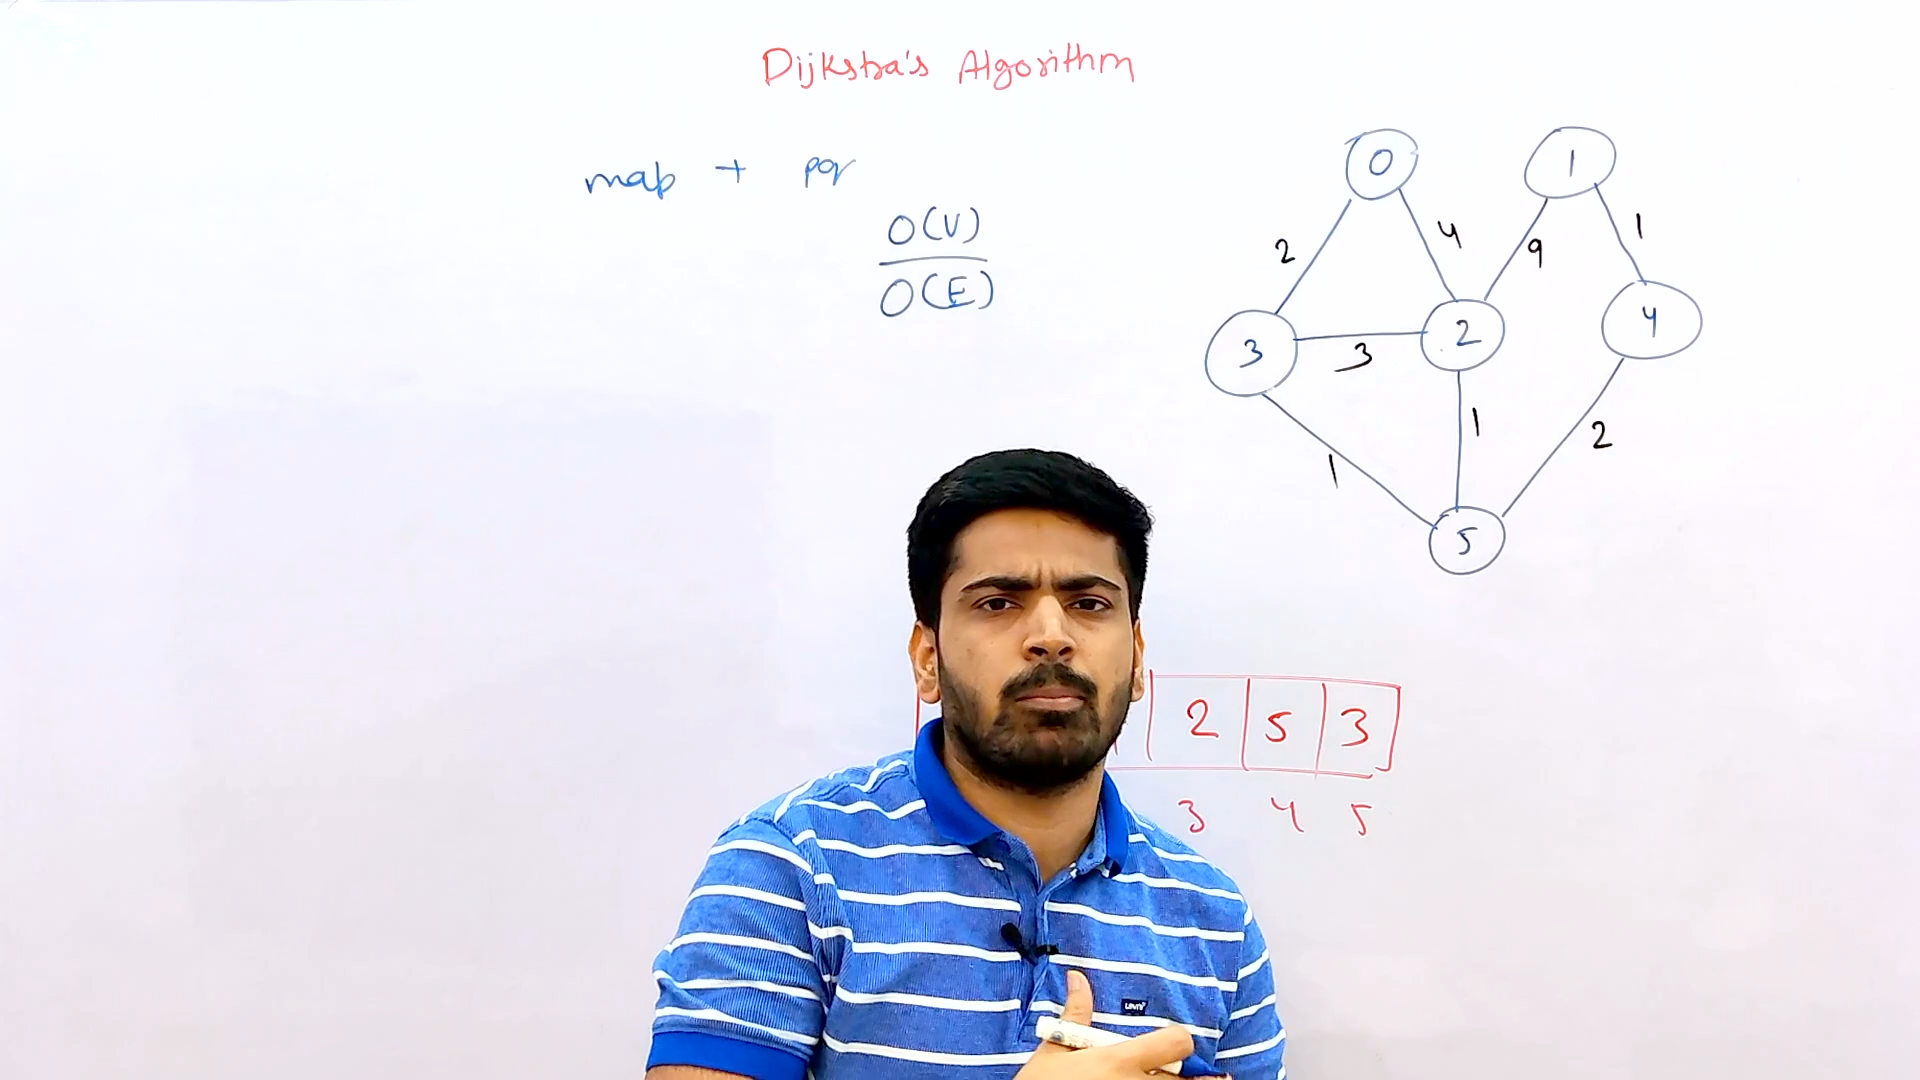 Dijkstra's Algorithm
map + pq
O(V)
O(E)
0 1
2 4 9 1
3 3 2 4
1 1 2
5
2 5 3
3 4 5
Levi's